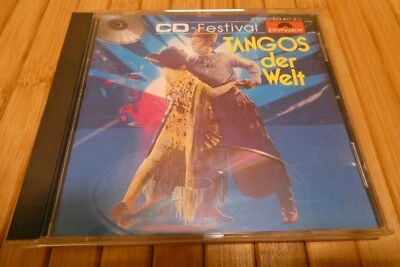 CD-Festival
Polydor
TANGOS
der
Welt